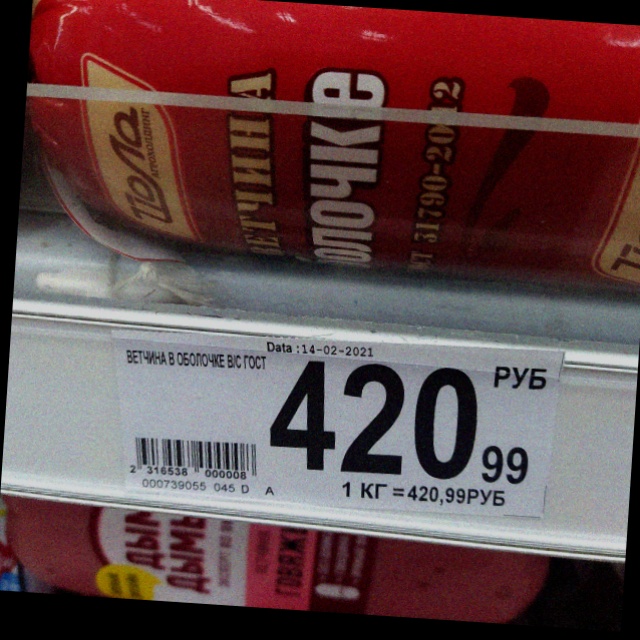 ВЕТЧИНА
ОБОЛОЧКЕ
31790-2012
Data :14-02-2021
ВЕТЧИНА В ОБОЛОЧКЕ В/С ГОСТ
420 99
РУБ
2 316538 000008
000739055 045 D A
1 КГ =420,99РУБ